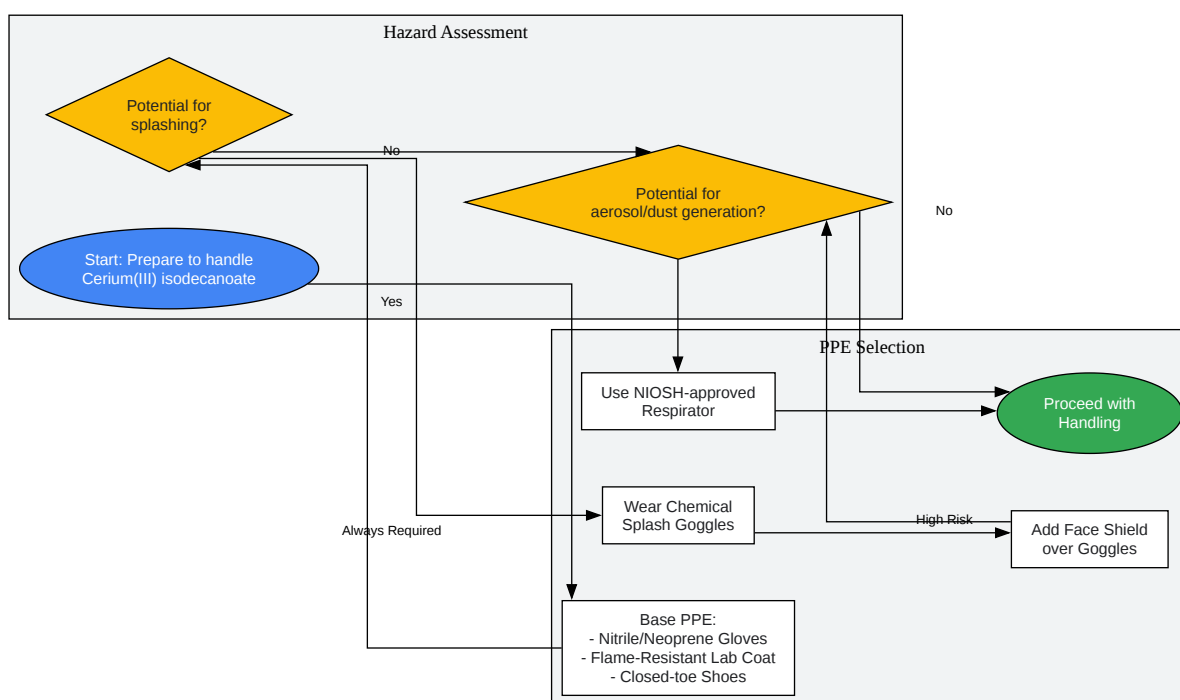 Hazard Assessment
Potential for
splashing?
No
Potential for
aerosol/dust generation?
No
Start: Prepare to handle
Cerium(III) isodecanoate
Yes
PPE Selection
Use NIOSH-approved
Respirator
Proceed with
Handling
Wear Chemical
Splash Goggles
Always Required
High Risk
Add Face Shield
over Goggles
Base PPE:
- Nitrile/Neoprene Gloves
- Flame-Resistant Lab Coat
- Closed-toe Shoes